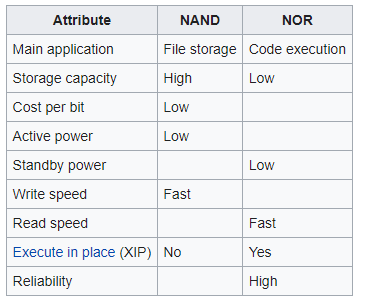 Attribute NAND NOR
Main application File storage Code execution
Storage capacity High Low
Cost per bit Low
Active power Low
Standby power Low
Write speed Fast
Read speed Fast
Execute in place (XIP) No Yes
Reliability High